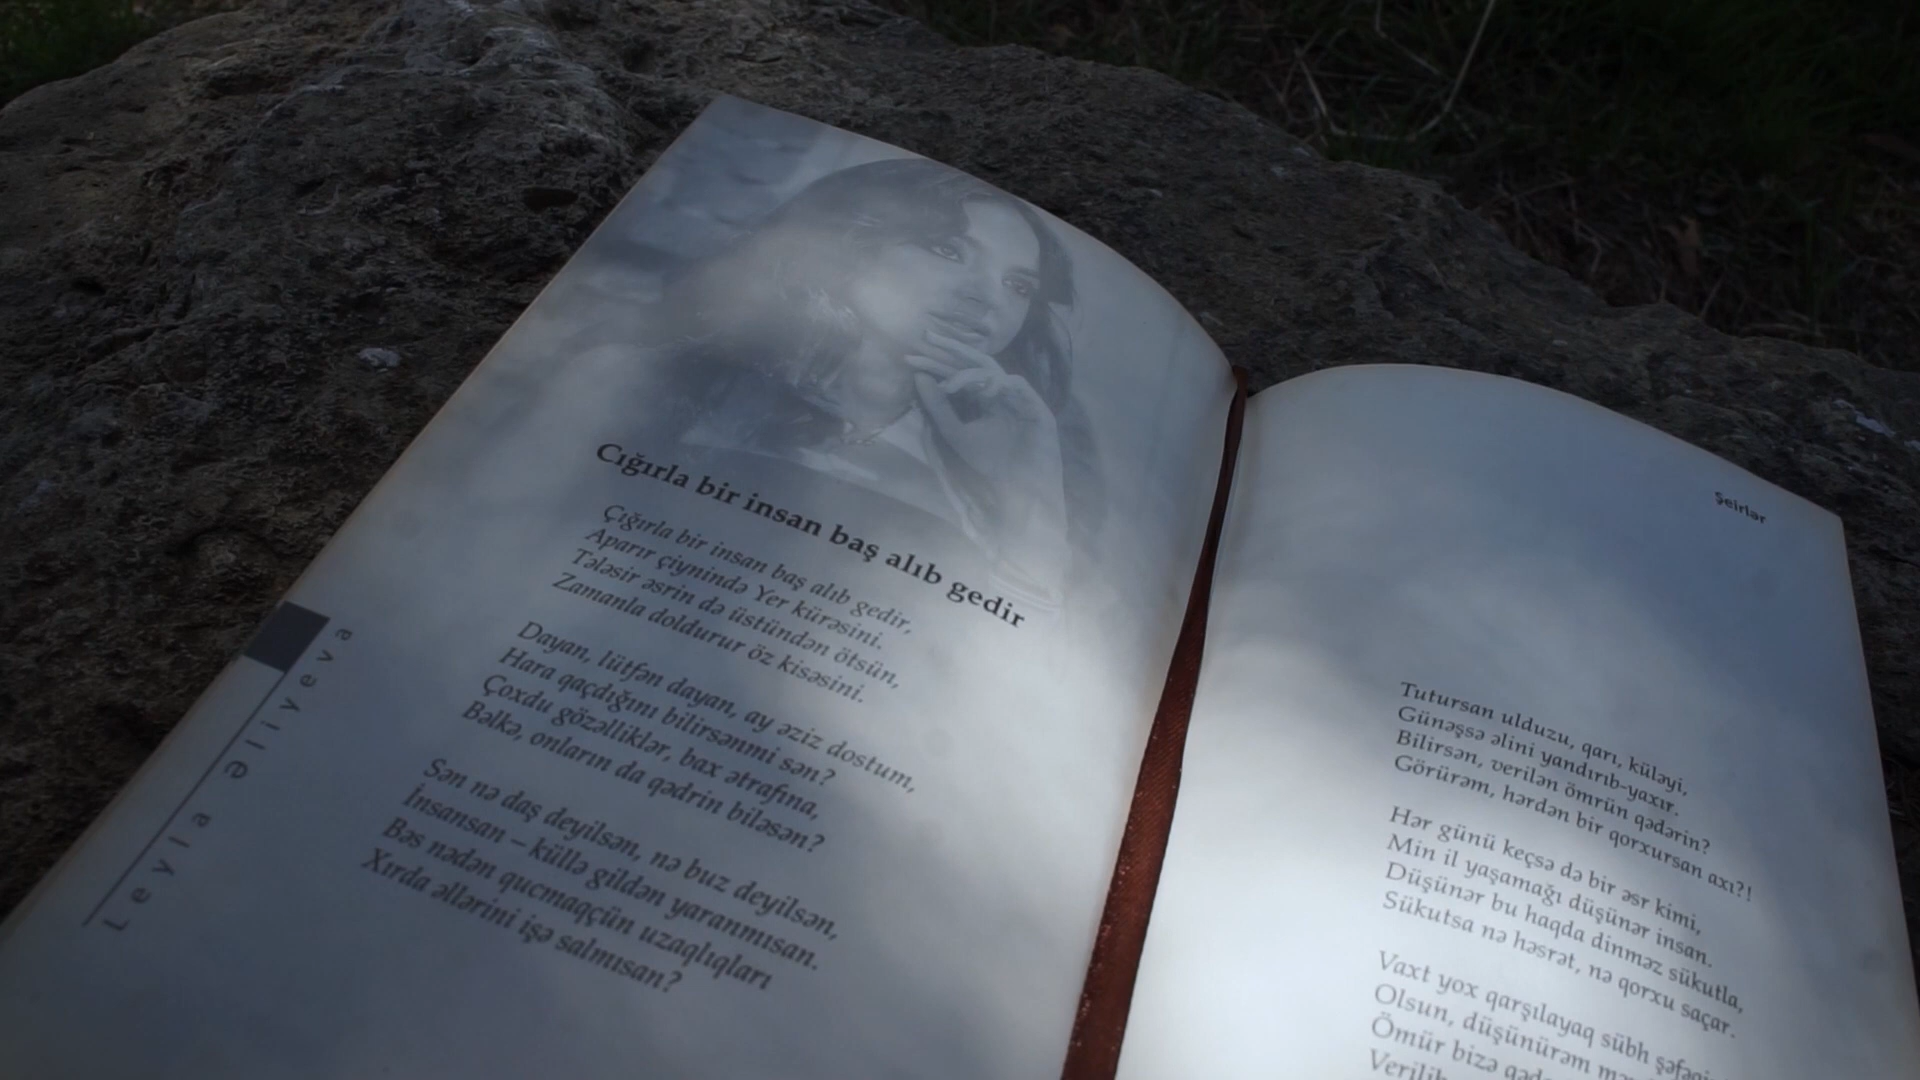 Cığırla bir insan baş alıb gedir
Çığırla bir insan baş alıb gedir,
Aparır çiynində Yer kürəsini.
Tələsir əsrin də üstündən ötsün,
Zamanla doldurur öz kisəsini.
Dayan, lütfən dayan, ay əziz dostum,
Hara qaçdığını bilirsənmi sən?
Çoxdu gözəlliklər, bax ətrafına,
Bəlkə, onların da qədrin biləsən?
Sən nə daş deyilsən, nə buz deyilsən,
İnsansan – küllə gildən yaranmısan.
Bəs nədən qucmaqçün uzaqlıqları
Xırda əllərini işə salmısan?
Leyla Əliyeva
Şeirlər
Tutursan ulduzu, qarı, küləyi,
Günəşsə əlini yandırıb-yaxır.
Bilirsən, verilən ömrün qədərin?
Görürəm, hərdən bir qorxursan axı?!
Hər günü keçsə də bir əsr kimi,
Min il yaşamağı düşünər insan.
Düşünər bu haqda dinməz sükutla,
Sükutsa nə həsrət, nə qorxu saçar.
Vaxt yox qarşılayaq sübh
Olsun, düşünürəm
Ömür bizə